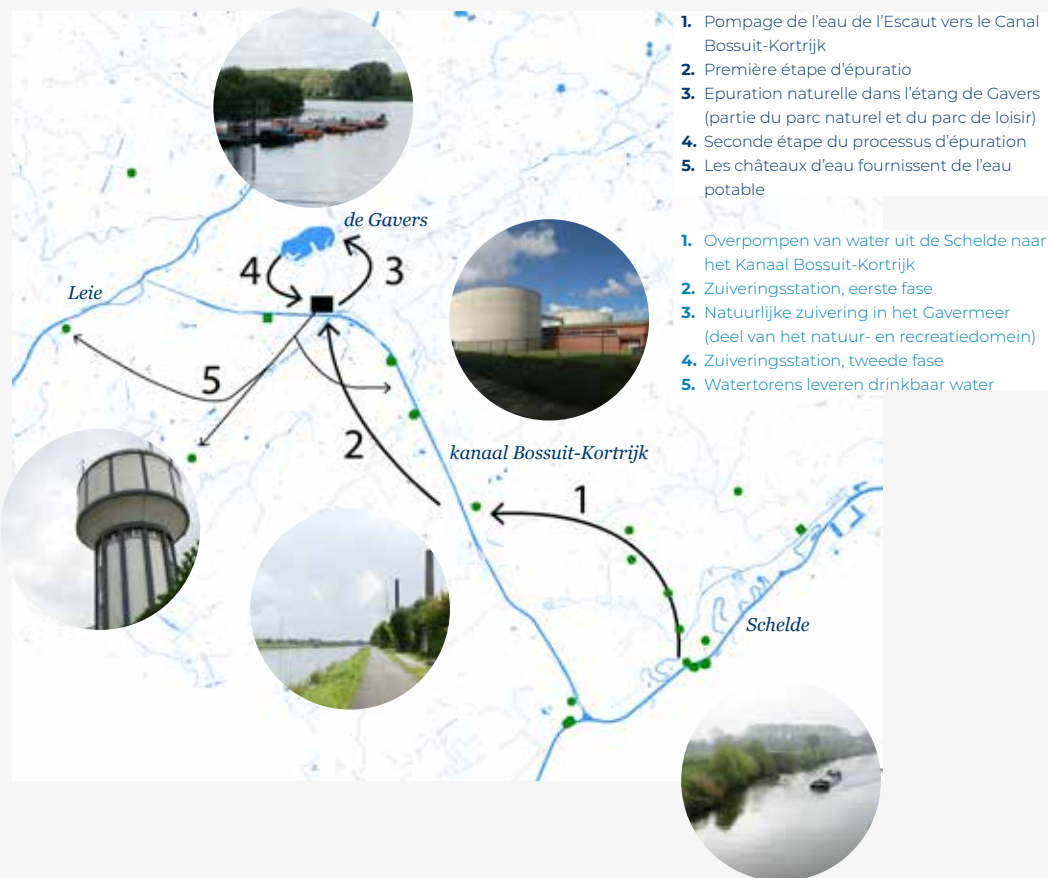 1. Pompage de l'eau de l'Escaut vers le Canal
Bossuit-Kortrijk
2. Première étape d'épuratio
3. Epuration naturelle dans l'étang de Gavers
(partie du parc naturel et du parc de loisir)
4. Seconde étape du processus d'épuration
5. Les châteaux d'eau fournissent de l'eau
potable
1. Overpompen van water uit de Schelde naar
het Kanaal Bossuit-Kortrijk
2. Zuiveringsstation, eerste fase
3. Natuurlijke zuivering in het Gavermeer
(deel van het natuur- en recreatiedomein)
4. Zuiveringsstation, tweede fase
5. Watertorens leveren drinkbaar water
de Gavers
4
3
Leie
5
2
kanaal Bossuit-Kortrijk
1
Schelde